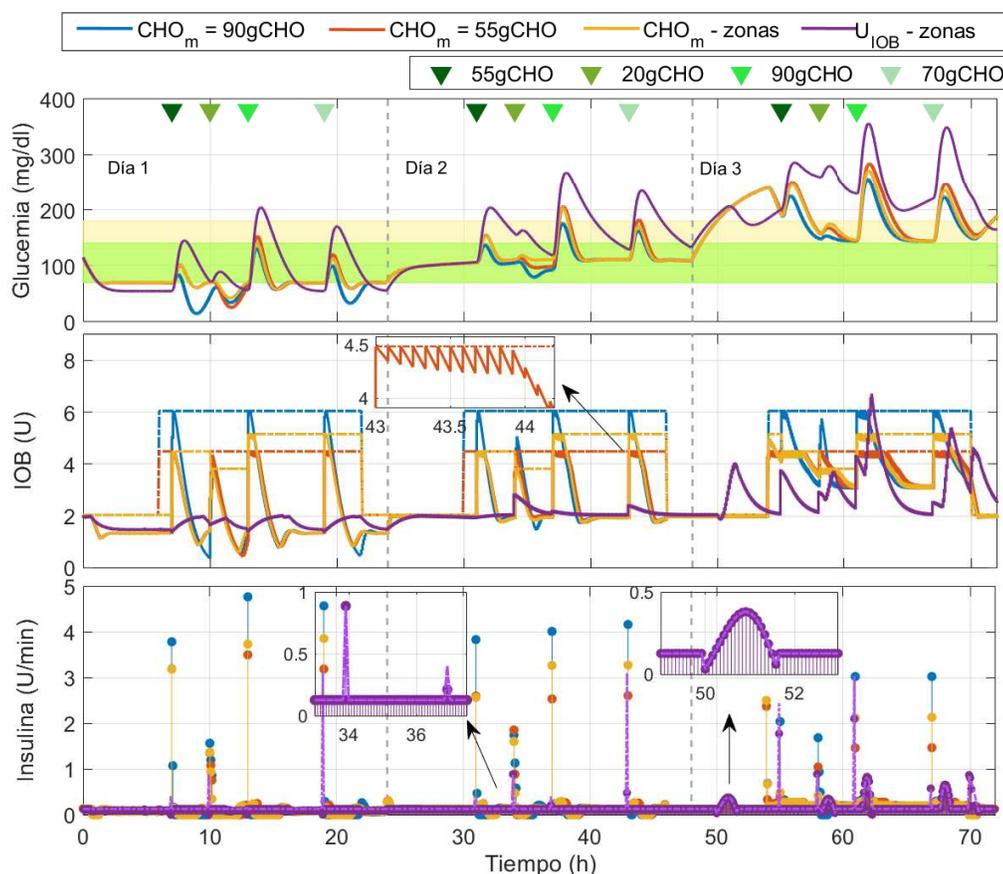 CHOm = 90gCHO CHOm = 55gCHO CHOm - zonas UIOB - zonas
55gCHO 20gCHO 90gCHO 70gCHO
Glucemia (mg/dl)
400
300
200
100
0
Día 1 Día 2 Día 3
IOB (U)
8
6
4
2
0
4.5
4
43 43.5 44
Insulina (U/min)
5
4
3
2
1
0
1
0.5
0
34 36
0.5
0
50 52
0 10 20 30 40 50 60 70
Tiempo (h)